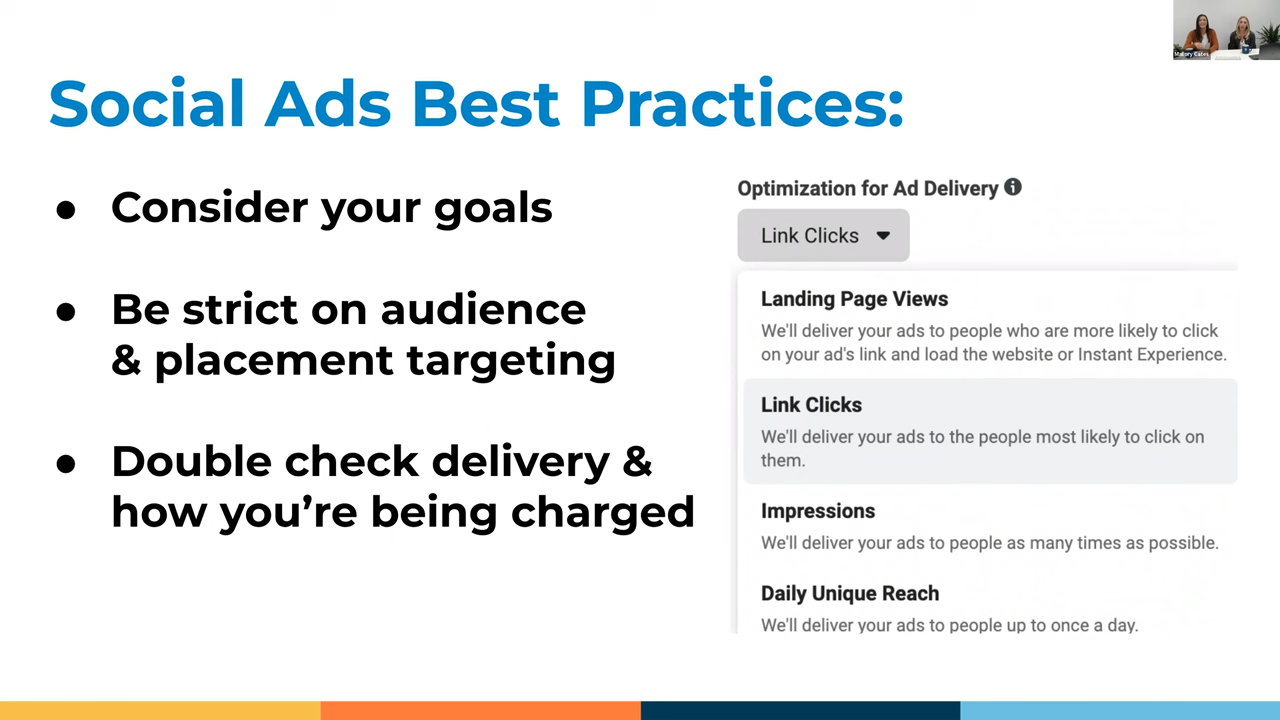 Mallory Cates
Social Ads Best Practices:
● Consider your goals
● Be strict on audience
& placement targeting
● Double check delivery &
how you’re being charged
Optimization for Ad Delivery
Link Clicks
Landing Page Views
We'll deliver your ads to people who are more likely to click
on your ad's link and load the website or Instant Experience.
Link Clicks
We'll deliver your ads to the people most likely to click on
them.
Impressions
We'll deliver your ads to people as many times as possible.
Daily Unique Reach
We'll deliver your ads to people up to once a day.